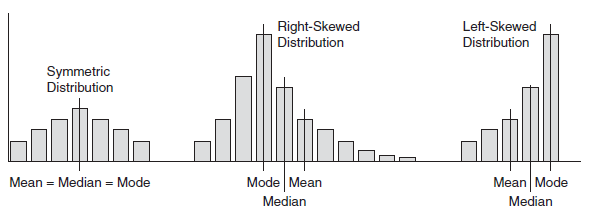 Symmetric
Distribution
Right-Skewed
Distribution
Left-Skewed
Distribution
Mean = Median = Mode
Mode Mean
Median
Mean Mode
Median